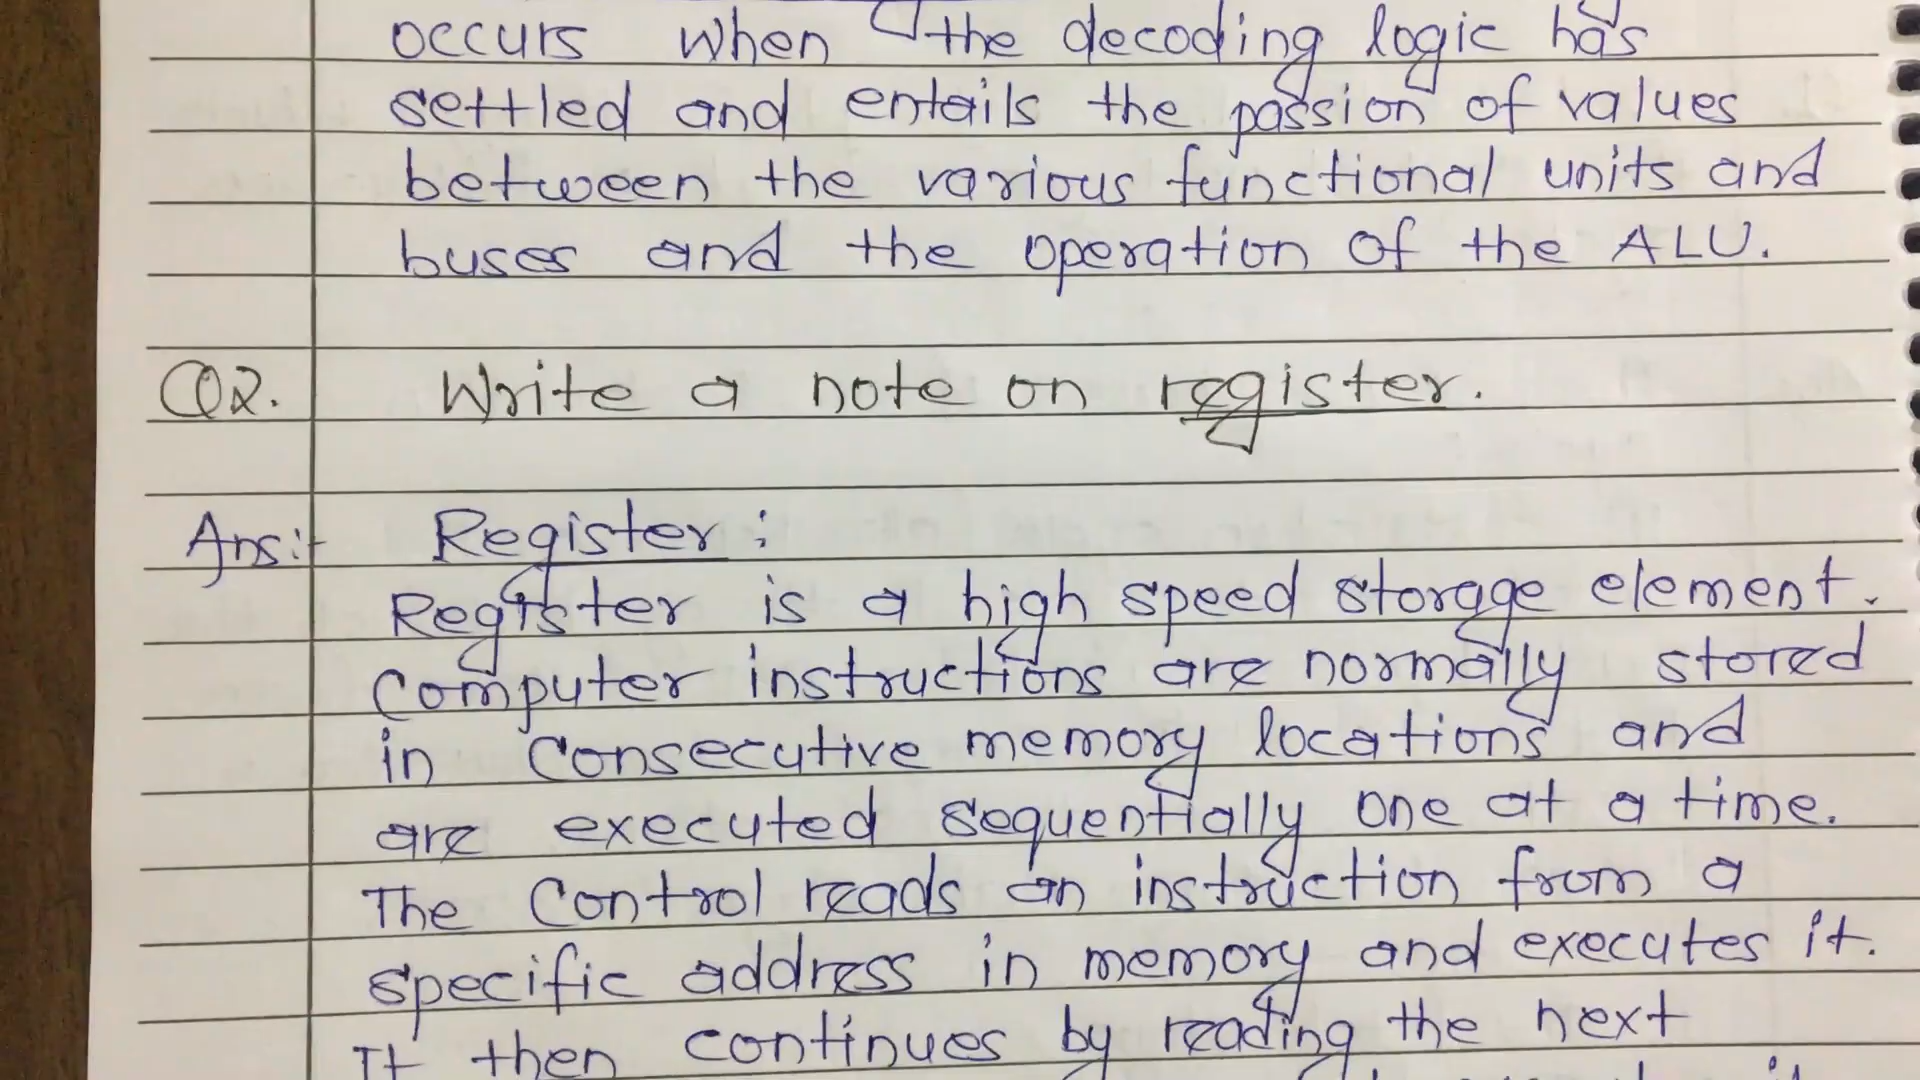 occurs when the decoding logic has
settled and entails the passion of values
between the various functional units and
buses and the operation of the ALU.
Q2. Write a note on register.
Ans:- Register:
Register is a high speed storage element.
Computer instructions are normally stored
in consecutive memory locations and
are executed sequentially one at a time.
The control reads an instruction from a
specific address in memory and executes it.
It then continues by reading the next